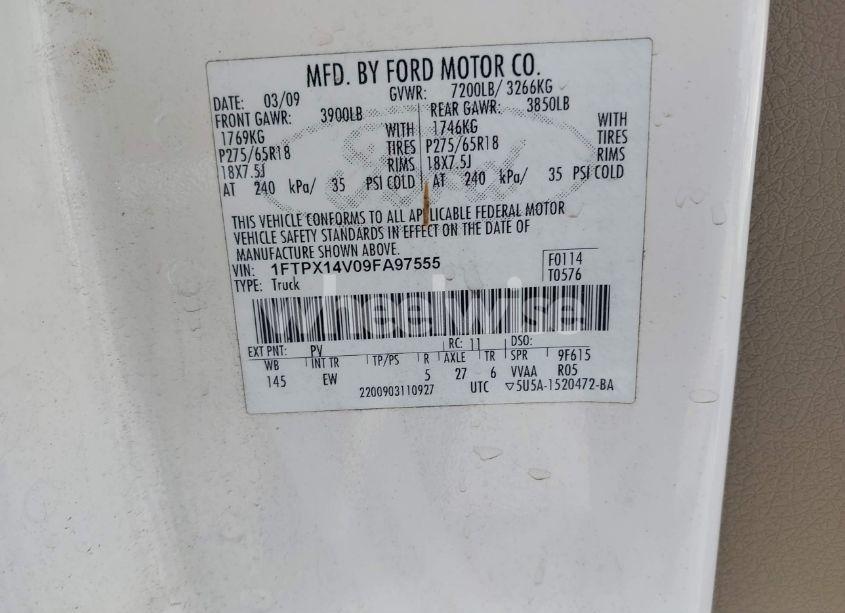 MFD. BY FORD MOTOR CO.
DATE: 03/09 GVWR: 7200LB/ 3266KG
FRONT GAWR: 3900LB REAR GAWR: 3850LB
1769KG WITH 1746KG WITH
P275/65R18 TIRES P275/65R18 TIRES
18X7.5J RIMS 18X7.5J RIMS
AT 240 kPa/ 35 PSI COLD AT 240 kPa/ 35 PSI COLD
THIS VEHICLE CONFORMS TO ALL APPLICABLE FEDERAL MOTOR
VEHICLE SAFETY STANDARDS IN EFFECT ON THE DATE OF
MANUFACTURE SHOWN ABOVE.
VIN: 1FTPX14V09FA97555 F0114
TYPE: Truck T0576
wheelwise
EXT PNT: PV RC: 11 DSO:
WB INT TR TP/PS R AXLE TR SPR 9F615
145 EW 5 27 6 VVAA R05
2200903110927 UTC ▽5U5A-1520472-BA